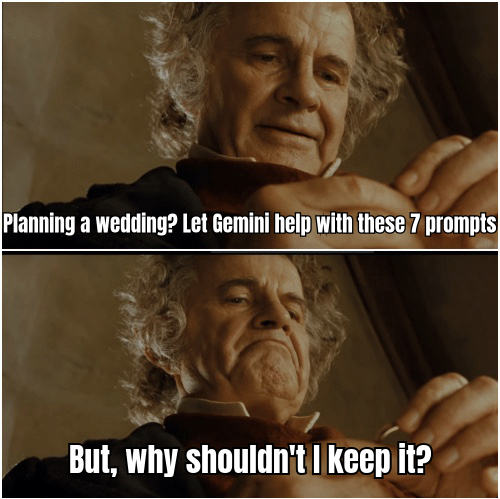 Planning a wedding? Let Gemini help with these 7 prompts
But, why shouldn't I keep it?